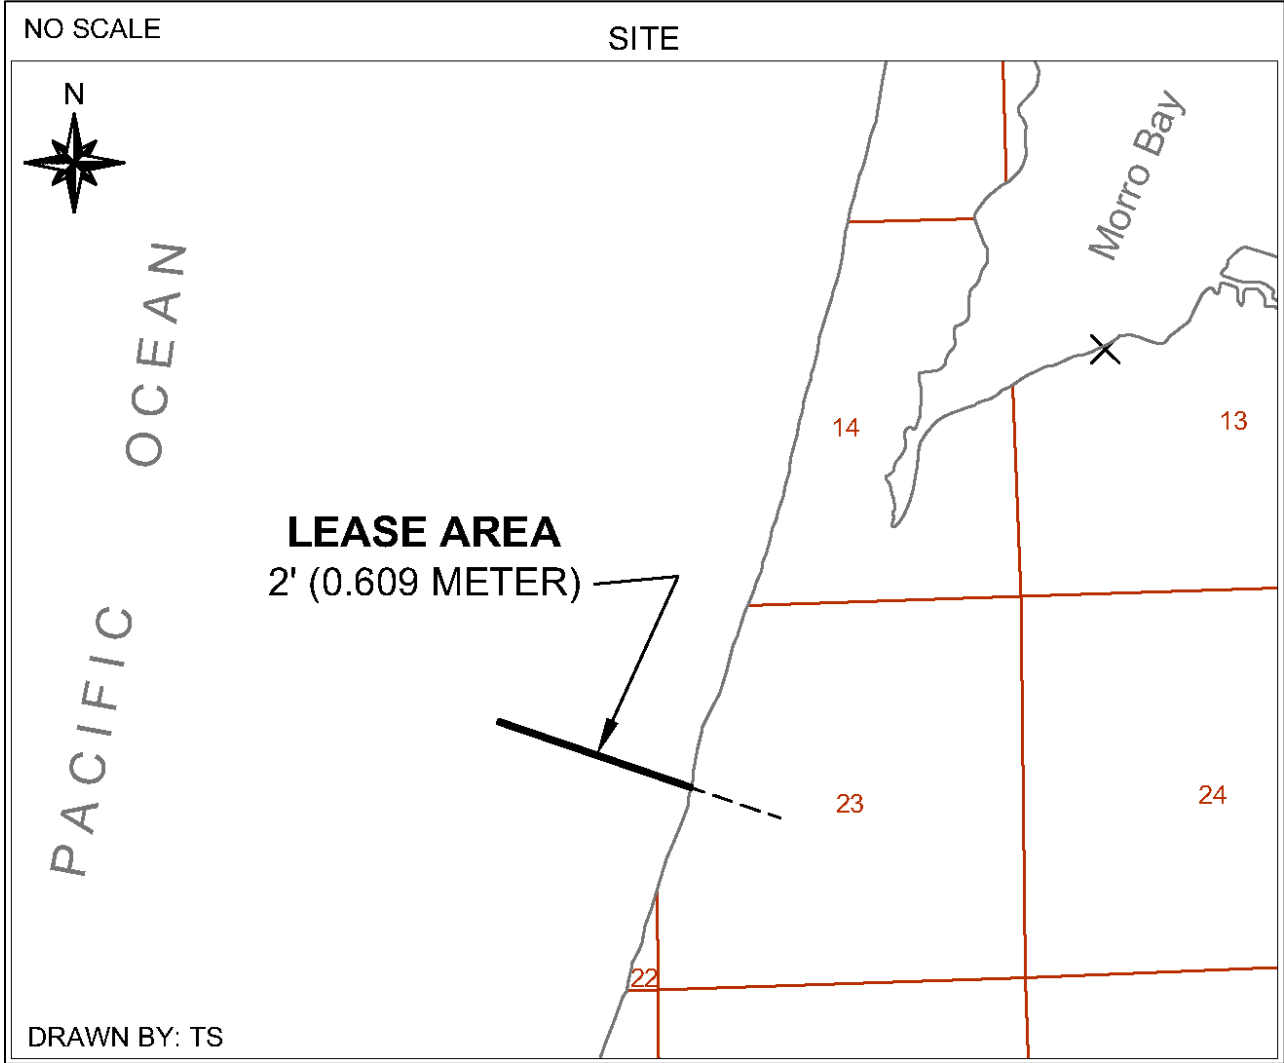 NO SCALE
SITE
N
Morro Bay
PACIFIC OCEAN
14
13
LEASE AREA
2' (0.609 METER)
23
24
22
DRAWN BY: TS